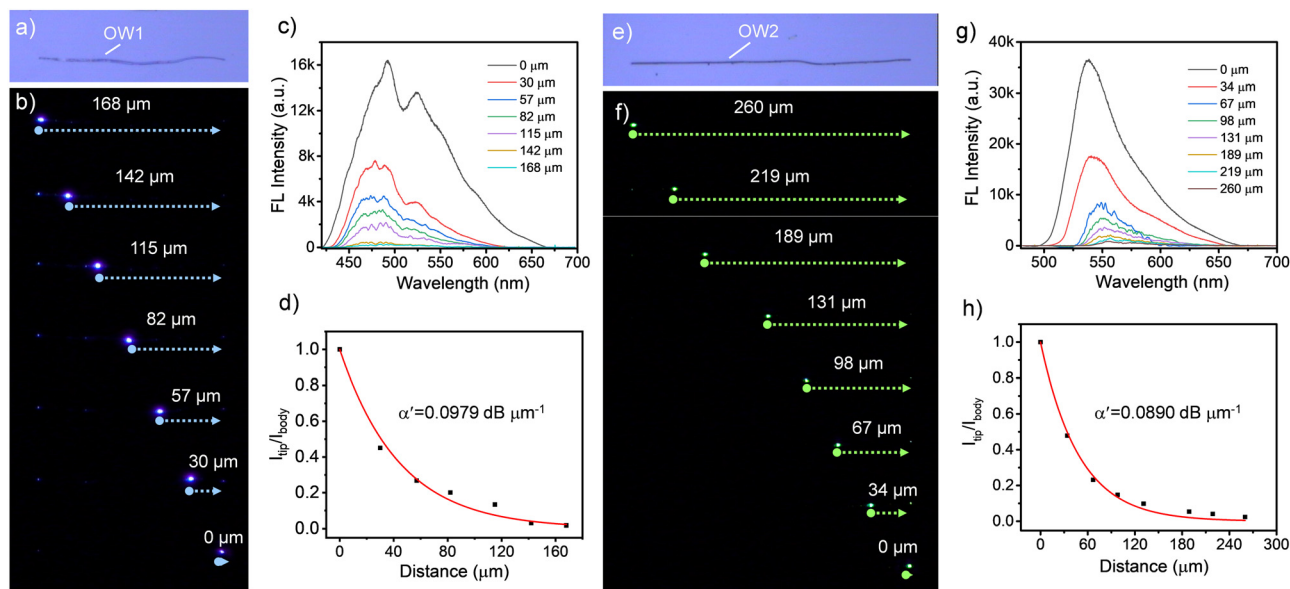 a)
OW1
b)
168 μm
142 μm
115 μm
82 μm
57 μm
30 μm
0 μm
c)
FL Intensity (a.u.)
16k
12k
8k
4k
0
450 500 550 600 650 700
Wavelength (nm)
0 μm
30 μm
57 μm
82 μm
115 μm
142 μm
168 μm
d)
I_tip/I_body
1.0
0.8
0.6
0.4
0.2
0.0
0 40 80 120 160
Distance (μm)
α′=0.0979 dB μm⁻¹
e)
OW2
f)
260 μm
219 μm
189 μm
131 μm
98 μm
67 μm
34 μm
0 μm
g)
FL Intensity (a.u.)
40k
30k
20k
10k
0
500 550 600 650 700
Wavelength (nm)
0 μm
34 μm
67 μm
98 μm
131 μm
189 μm
219 μm
260 μm
h)
I_tip/I_body
1.0
0.8
0.6
0.4
0.2
0.0
0 60 120 180 240 300
Distance (μm)
α′=0.0890 dB μm⁻¹